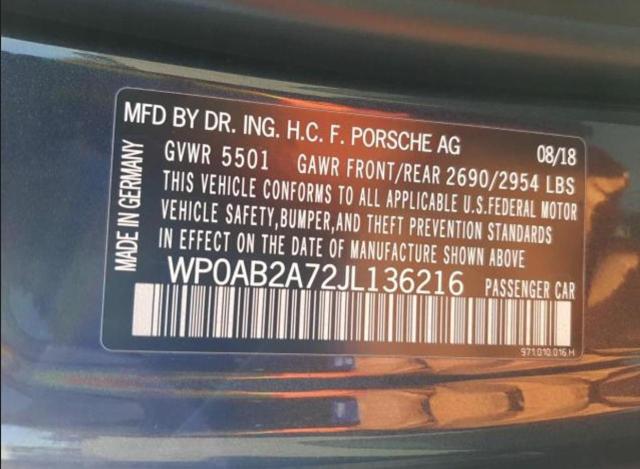 MFD BY DR. ING. H.C. F. PORSCHE AG 08/18
GVWR 5501 GAWR FRONT/REAR 2690/2954 LBS
THIS VEHICLE CONFORMS TO ALL APPLICABLE U.S.FEDERAL MOTOR
VEHICLE SAFETY,BUMPER,AND THEFT PREVENTION STANDARDS
IN EFFECT ON THE DATE OF MANUFACTURE SHOWN ABOVE
WP0AB2A72JL136216 PASSENGER CAR
MADE IN GERMANY
971.010.016 H